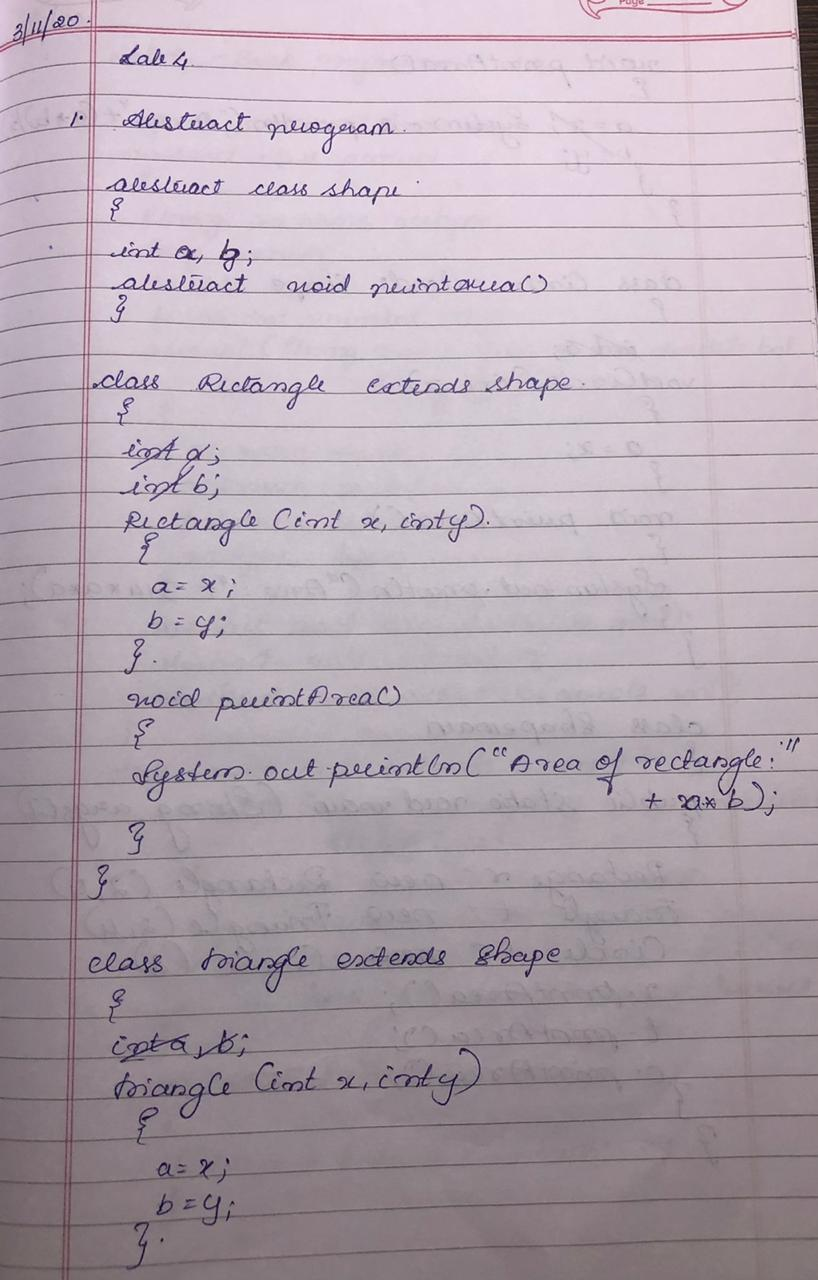 Page
3/11/20.
Lab 4
1. Abstract program.
abstract class shape
{
int a, b;
abstract void printarea()
}
class Rectangle extends shape.
{
int a;
int b;
Rectangle (int x, int y).
{
a = x;
b = y;
}.
void printArea()
{
System.out.println("Area of rectangle:"
+ a*b);
}
}.
class triangle extends shape
{
int a, b;
triangle (int x, int y)
{
a = x;
b = y;
}.